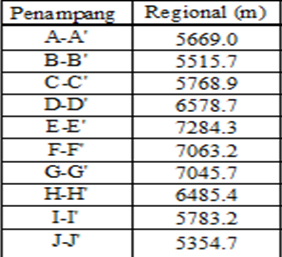 Penampang Regional (m)
A-A' 5669.0
B-B' 5515.7
C-C' 5768.9
D-D' 6578.7
E-E' 7284.3
F-F' 7063.2
G-G' 7045.7
H-H' 6485.4
I-I' 5783.2
J-J' 5354.7